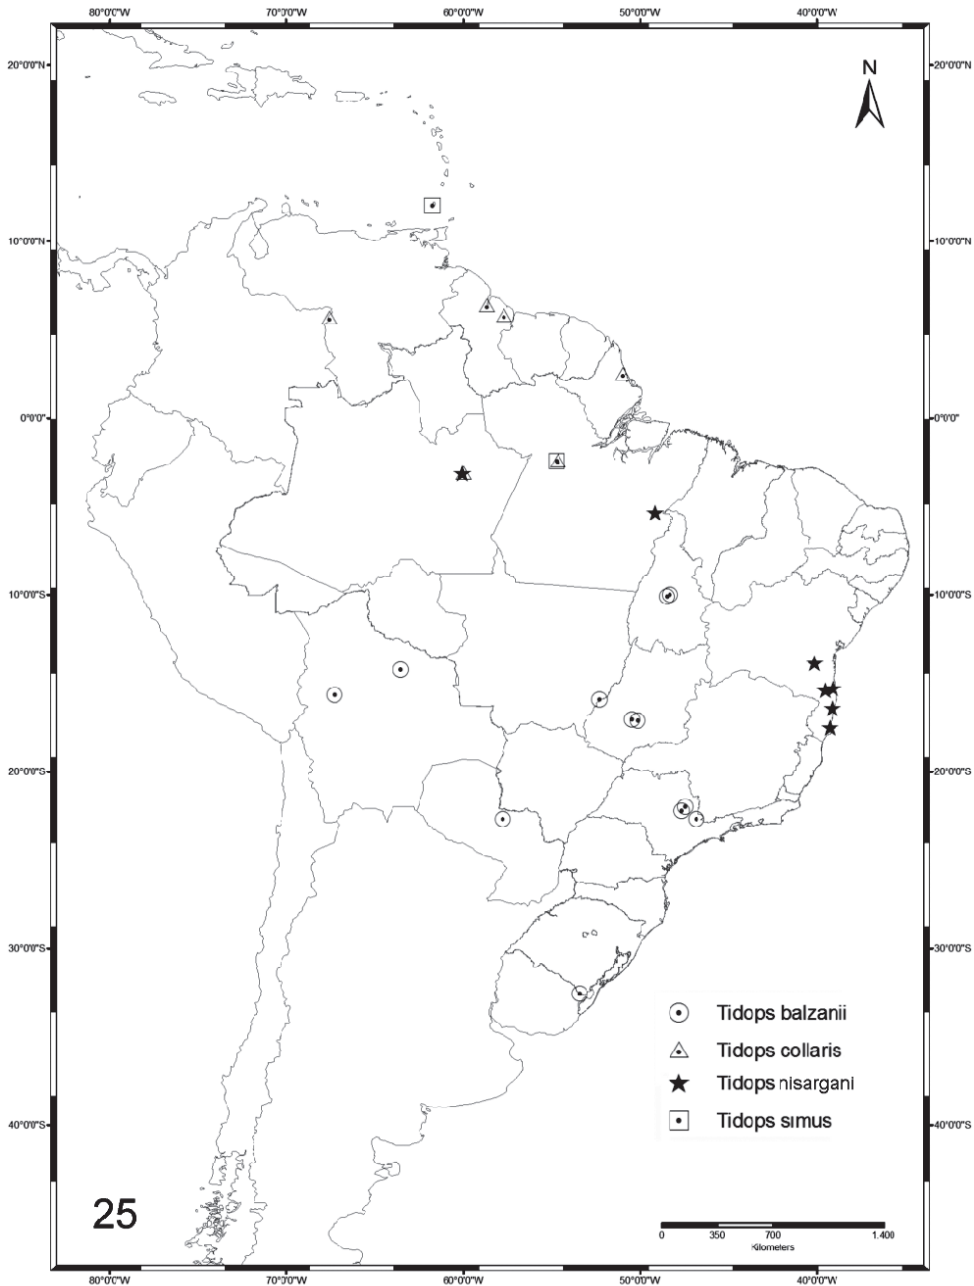 80°0'0"W 70°0'0"W 60°0'0"W 50°0'0"W 40°0'0"W
20°0'0"N 20°0'0"N
N
10°0'0"N 10°0'0"N
0°0'0" 0°0'0"
10°0'0"S 10°0'0"S
20°0'0"S 20°0'0"S
30°0'0"S 30°0'0"S
Tidops balzanii
Tidops collaris
Tidops nisargani
Tidops simus
40°0'0"S 40°0'0"S
25
0 350 700 1.400
Kilometers
80°0'0"W 70°0'0"W 60°0'0"W 50°0'0"W 40°0'0"W